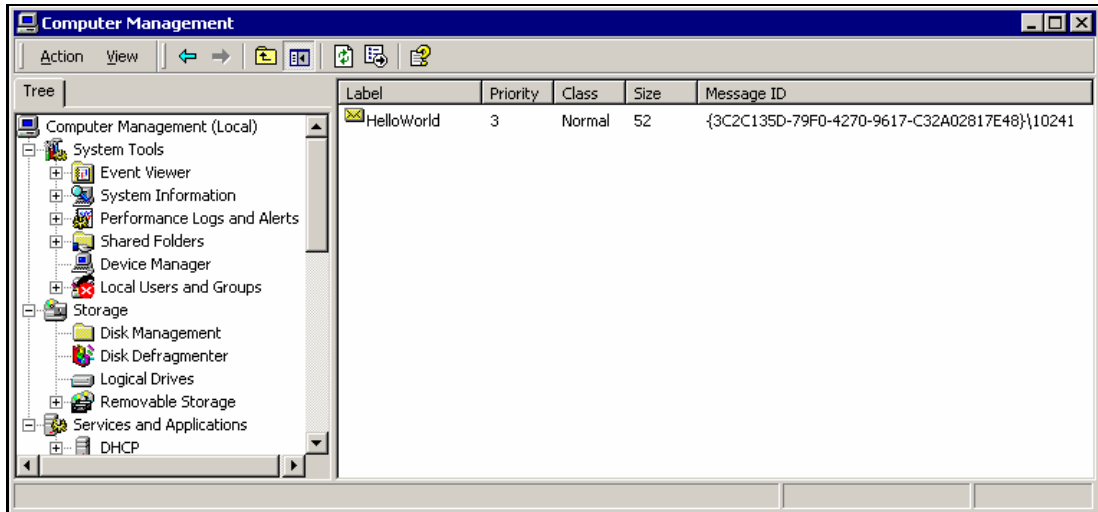 Computer Management
Action View
Tree
Label Priority Class Size Message ID
HelloWorld 3 Normal 52 {3C2C135D-79F0-4270-9617-C32A02817E48}\10241
Computer Management (Local)
System Tools
Event Viewer
System Information
Performance Logs and Alerts
Shared Folders
Device Manager
Local Users and Groups
Storage
Disk Management
Disk Defragmenter
Logical Drives
Removable Storage
Services and Applications
DHCP